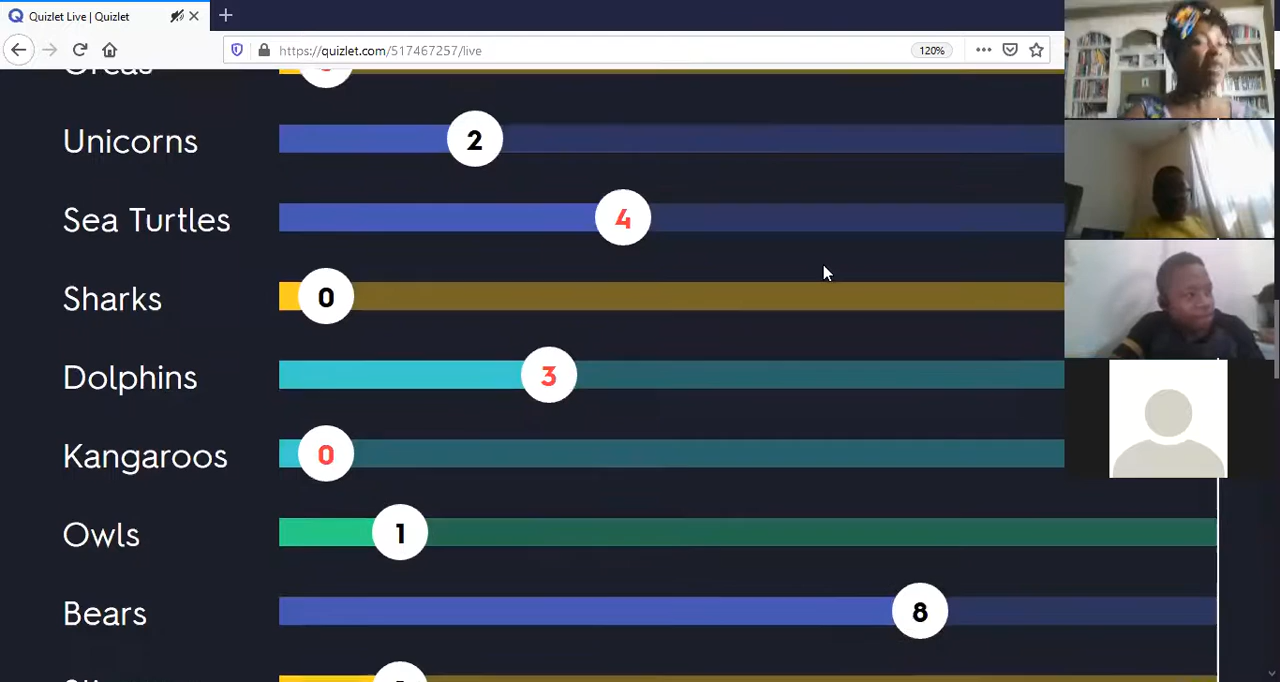 Quizlet Live | Quizlet
https://quizlet.com/517467257/live
120%
Orcas
Unicorns 2
Sea Turtles 4
Sharks 0
Dolphins 3
Kangaroos 0
Owls 1
Bears 8